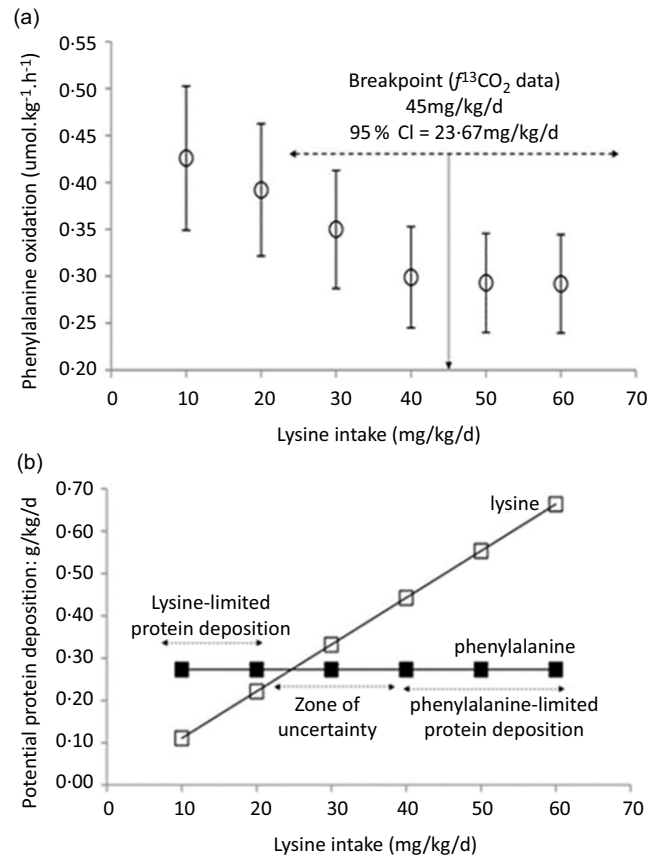 (a)
0·55
0·50
0·45
0·40
0·35
0·30
0·25
0·20
Phenylalanine oxidation (umol.kg⁻¹.h⁻¹)
Breakpoint (f¹³CO₂ data)
45mg/kg/d
95 % Cl = 23·67mg/kg/d
0 10 20 30 40 50 60 70
Lysine intake (mg/kg/d)
(b)
0·70
0·60
0·50
0·40
0·30
0·20
0·10
0·00
Potential protein deposition: g/kg/d
lysine
Lysine-limited
protein deposition
phenylalanine
Zone of
uncertainty
phenylalanine-limited
protein deposition
0 10 20 30 40 50 60 70
Lysine intake (mg/kg/d)